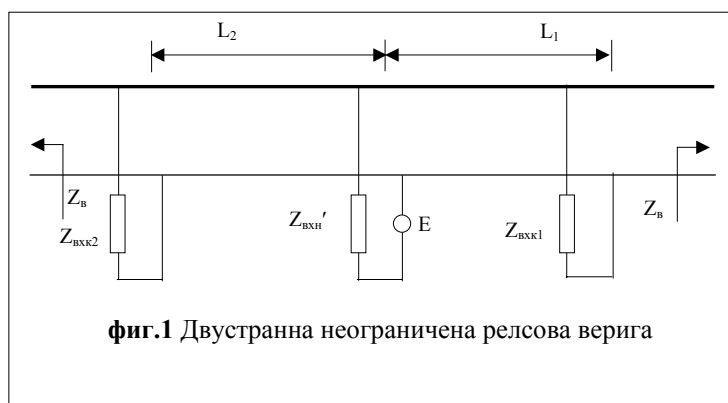 L₂ L₁
Zв Zвхк2 Zвхн′ E Zвхк1 Zв
фиг.1 Двустранна неограничена релсова верига